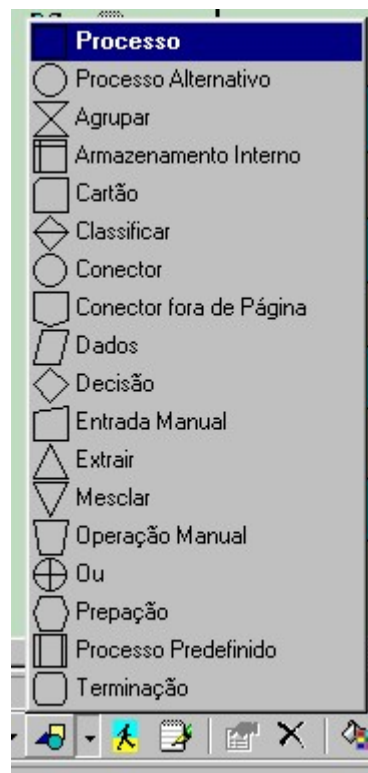 Processo
Processo Alternativo
Agrupar
Armazenamento Interno
Cartão
Classificar
Conector
Conector fora de Página
Dados
Decisão
Entrada Manual
Extrair
Mesclar
Operação Manual
Ou
Prepação
Processo Predefinido
Terminação